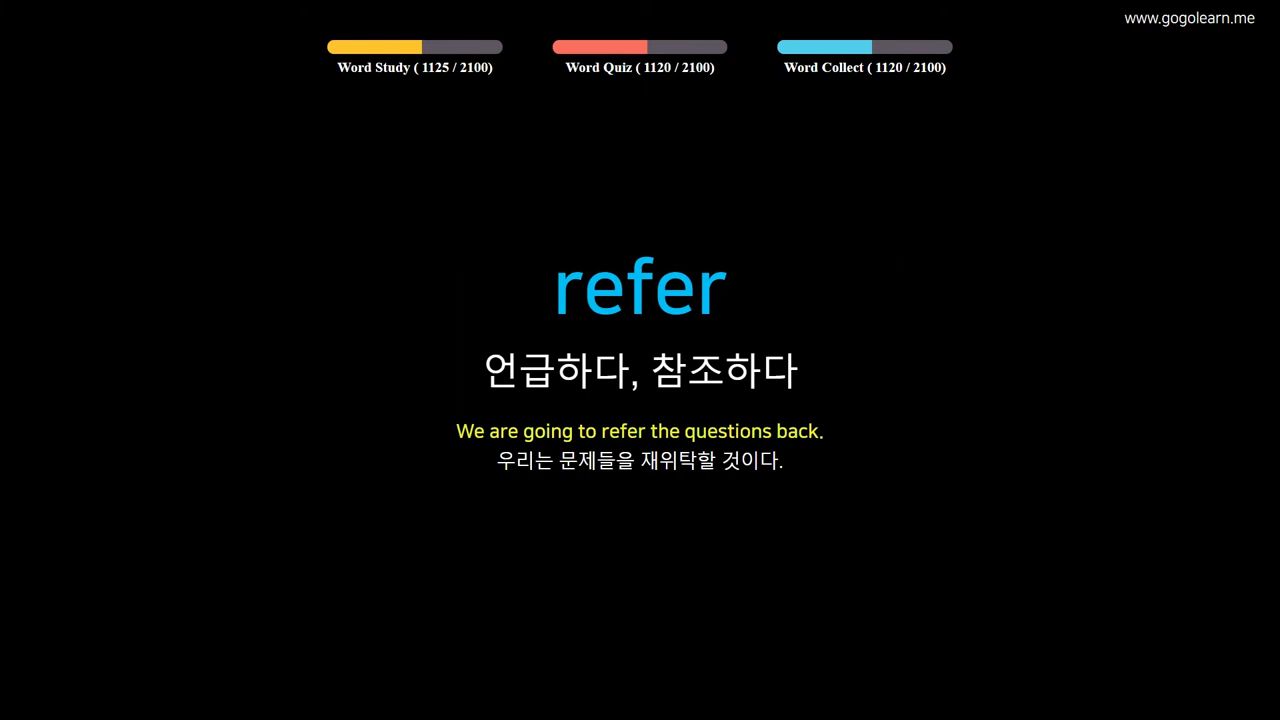 www.gogolearn.me
Word Study ( 1125 / 2100)
Word Quiz ( 1120 / 2100)
Word Collect ( 1120 / 2100)
refer
언급하다, 참조하다
We are going to refer the questions back.
우리는 문제들을 재위탁할 것이다.